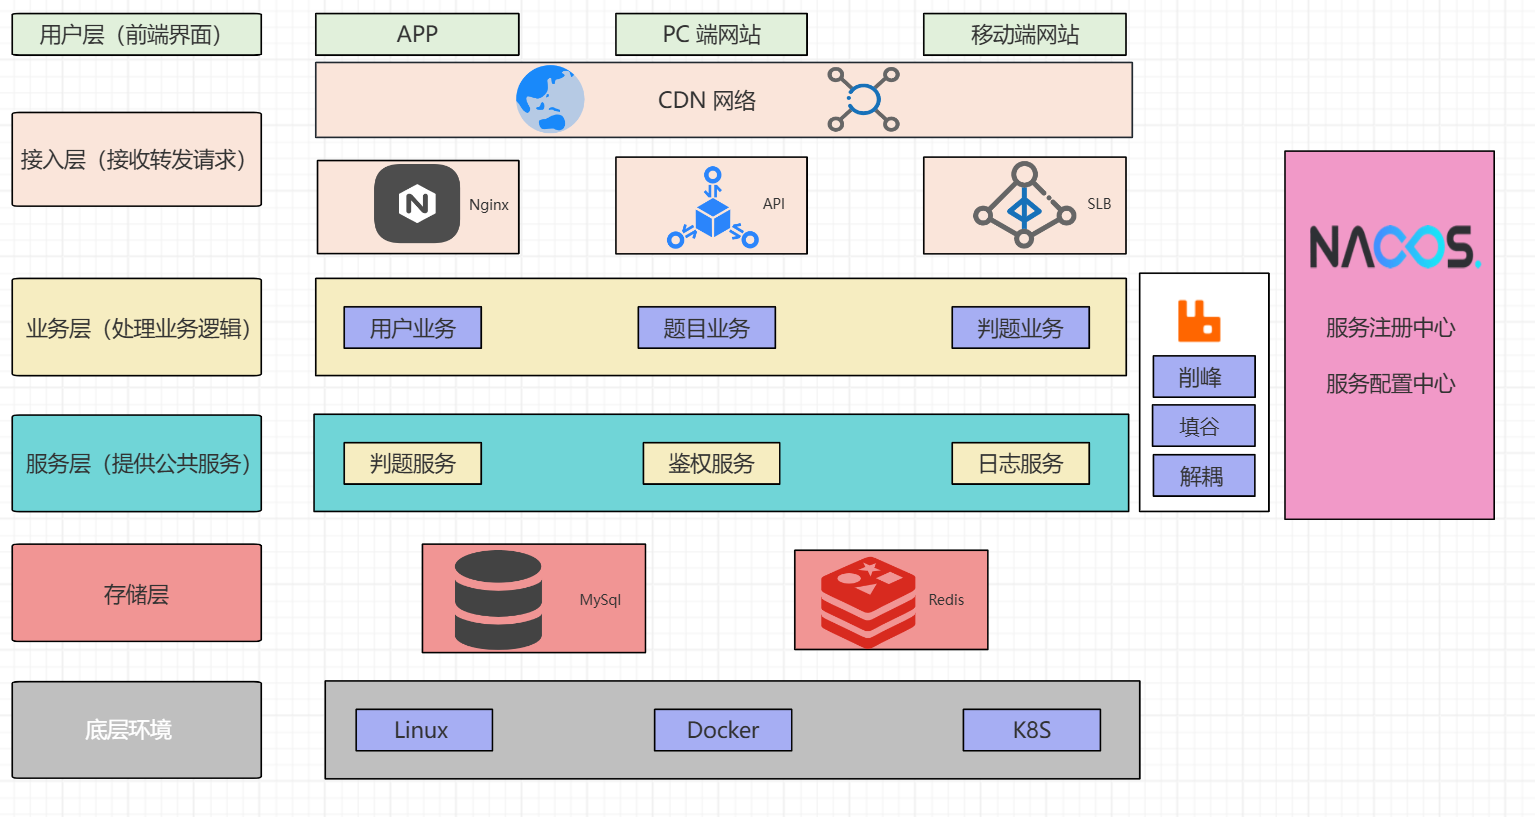 用户层（前端界面）
APP
PC 端网站
移动端网站
CDN 网络
接入层（接收转发请求）
Nginx
API
SLB
NACOS.
服务注册中心
服务配置中心
业务层（处理业务逻辑）
用户业务
题目业务
判题业务
削峰
填谷
解耦
服务层（提供公共服务）
判题服务
鉴权服务
日志服务
存储层
MySql
Redis
底层环境
Linux
Docker
K8S